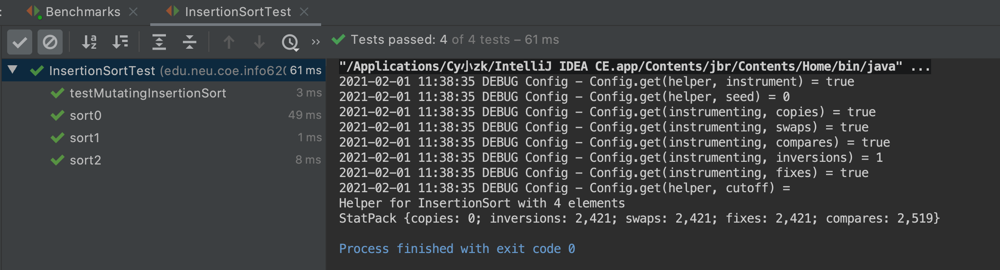 Benchmarks InsertionSortTest
Tests passed: 4 of 4 tests – 61 ms
InsertionSortTest (edu.neu.coe.info62 61 ms
testMutatingInsertionSort 3 ms
sort0 49 ms
sort1 1 ms
sort2 8 ms
"/Applications/Cy小zk/IntelliJ IDEA CE.app/Contents/jbr/Contents/Home/bin/java" ...
2021-02-01 11:38:35 DEBUG Config - Config.get(helper, instrument) = true
2021-02-01 11:38:35 DEBUG Config - Config.get(helper, seed) = 0
2021-02-01 11:38:35 DEBUG Config - Config.get(instrumenting, copies) = true
2021-02-01 11:38:35 DEBUG Config - Config.get(instrumenting, swaps) = true
2021-02-01 11:38:35 DEBUG Config - Config.get(instrumenting, compares) = true
2021-02-01 11:38:35 DEBUG Config - Config.get(instrumenting, inversions) = 1
2021-02-01 11:38:35 DEBUG Config - Config.get(instrumenting, fixes) = true
2021-02-01 11:38:35 DEBUG Config - Config.get(helper, cutoff) =
Helper for InsertionSort with 4 elements
StatPack {copies: 0; inversions: 2,421; swaps: 2,421; fixes: 2,421; compares: 2,519}
Process finished with exit code 0